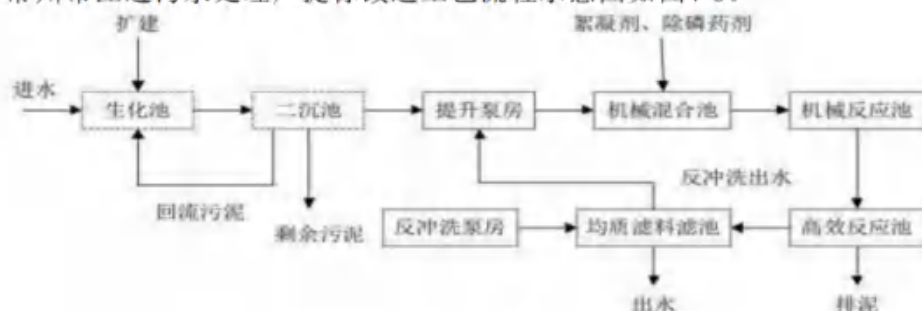 扩建
絮凝剂、除磷药剂
进水
生化池
二沉池
提升泵房
机械混合池
机械反应池
反冲洗出水
回流污泥
剩余污泥
反冲洗泵房
均质滤料滤池
高效反应池
出水
排泥